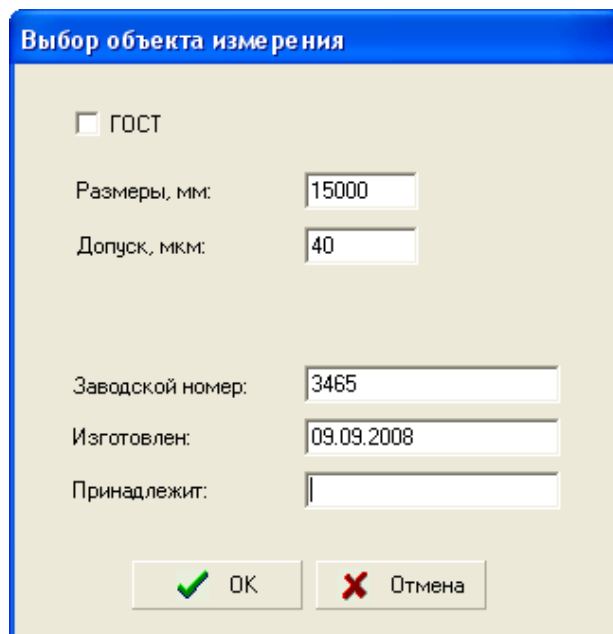 Выбор объекта измерения
ГОСТ
Размеры, мм: 15000
Допуск, мкм: 40
Заводской номер: 3465
Изготовлен: 09.09.2008
Принадлежит:
OK Отмена